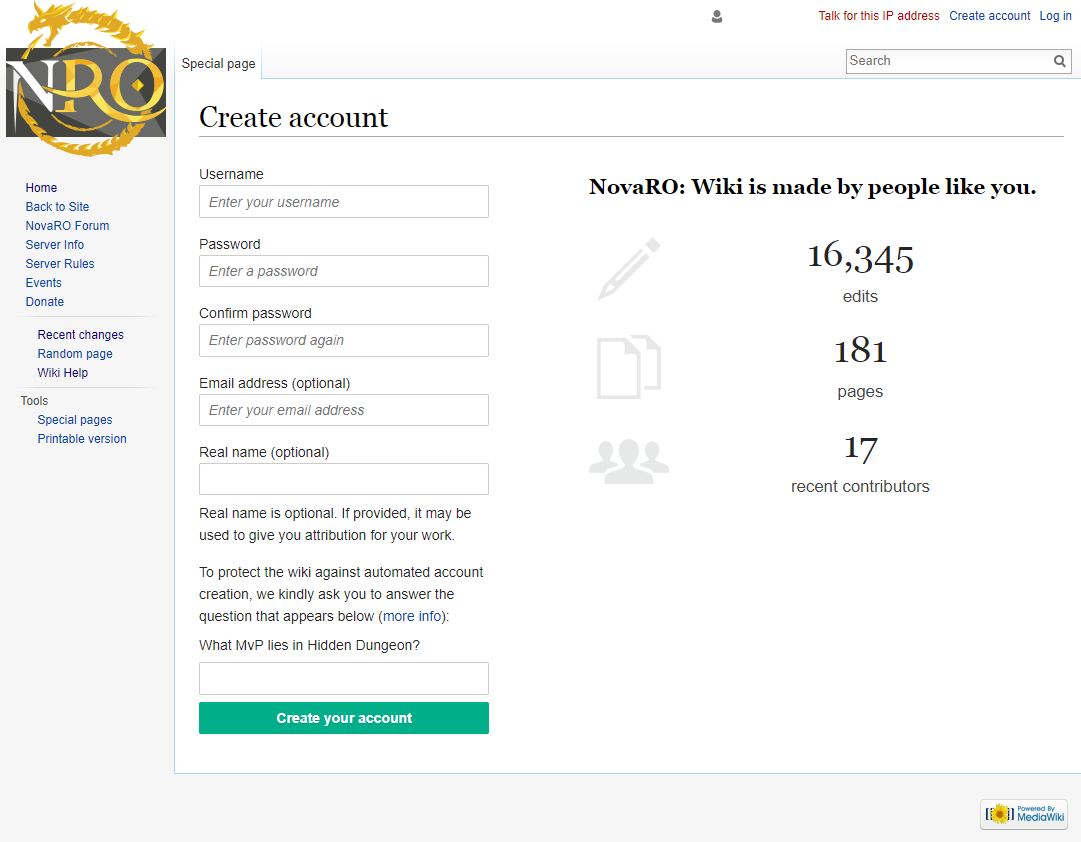 NRO
Talk for this IP address Create account Log in
Special page
Search
Create account
Home
Back to Site
NovaRO Forum
Server Info
Server Rules
Events
Donate
Recent changes
Random page
Wiki Help
Tools
Special pages
Printable version
Username
Enter your username
Password
Enter a password
Confirm password
Enter password again
Email address (optional)
Enter your email address
Real name (optional)
Real name is optional. If provided, it may be
used to give you attribution for your work.
To protect the wiki against automated account
creation, we kindly ask you to answer the
question that appears below (more info):
What MvP lies in Hidden Dungeon?
Create your account
NovaRO: Wiki is made by people like you.
16,345
edits
181
pages
17
recent contributors
Powered By
MediaWiki